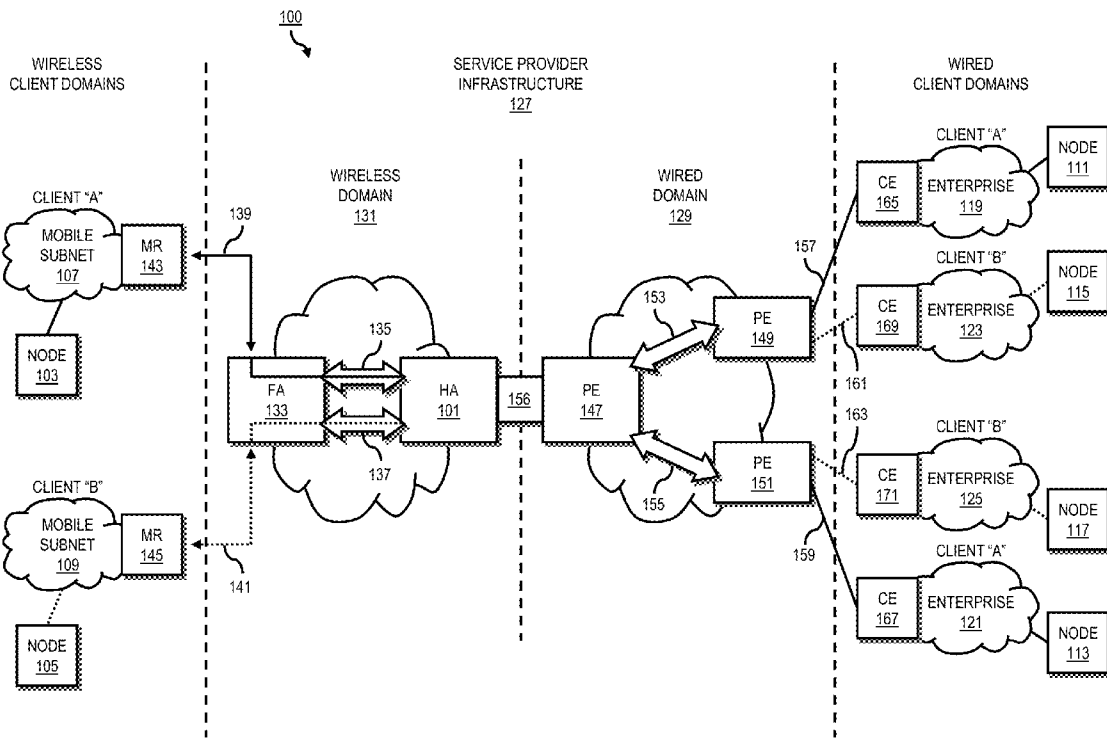 100
WIRELESS
CLIENT DOMAINS
SERVICE PROVIDER
INFRASTRUCTURE
127
WIRED
CLIENT DOMAINS
WIRELESS
DOMAIN
131
WIRED
DOMAIN
129
CLIENT "A"
MOBILE
SUBNET
107
MR
143
NODE
103
139
CLIENT "B"
MOBILE
SUBNET
109
MR
145
NODE
105
141
FA
133
135
137
HA
101
156
PE
147
153
155
PE
149
PE
151
157
161
163
159
CLIENT "A"
CE
165
ENTERPRISE
119
NODE
111
CLIENT "B"
CE
169
ENTERPRISE
123
NODE
115
CLIENT "B"
CE
171
ENTERPRISE
125
NODE
117
CLIENT "A"
CE
167
ENTERPRISE
121
NODE
113